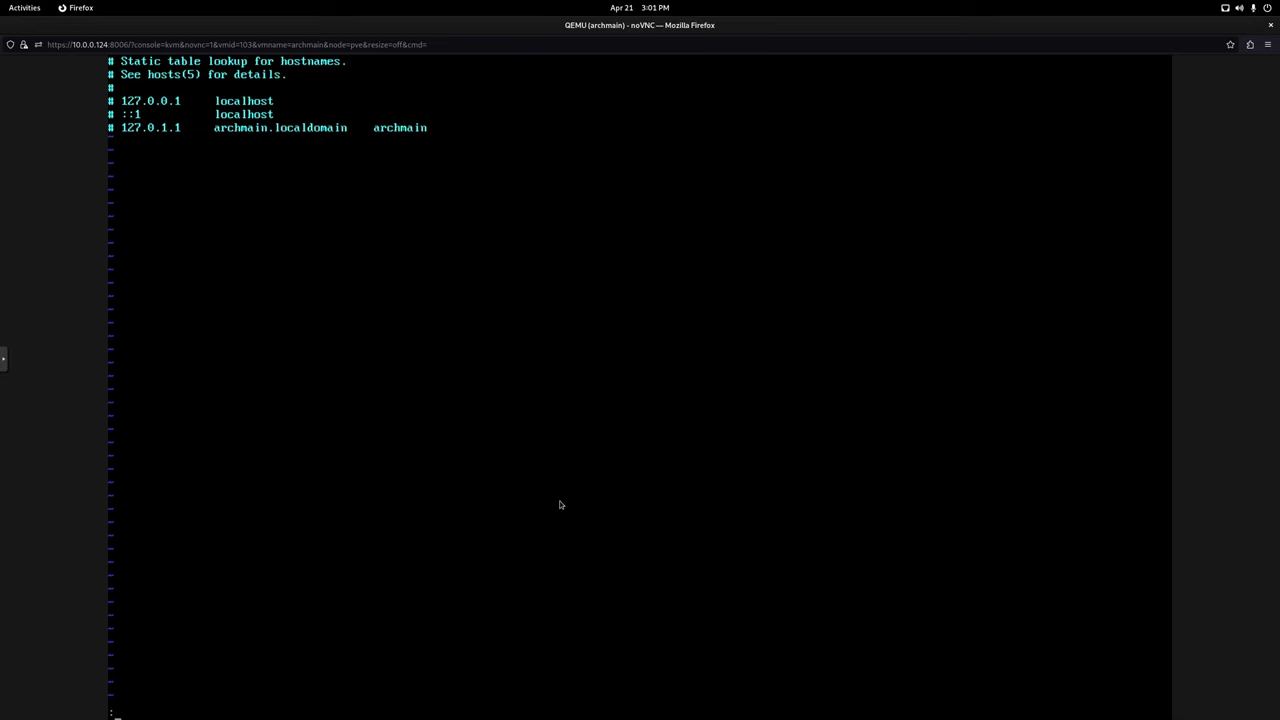 Activities Firefox Apr 21 3:01 PM
QEMU (archmain) - noVNC — Mozilla Firefox
https://10.0.0.124:8006/?console=kvm&novnc=1&vmid=103&vmname=archmain&node=pve&resize=off&cmd=
# Static table lookup for hostnames.
# See hosts(5) for details.
#
# 127.0.0.1 localhost
# ::1 localhost
# 127.0.1.1 archmain.localdomain archmain
: